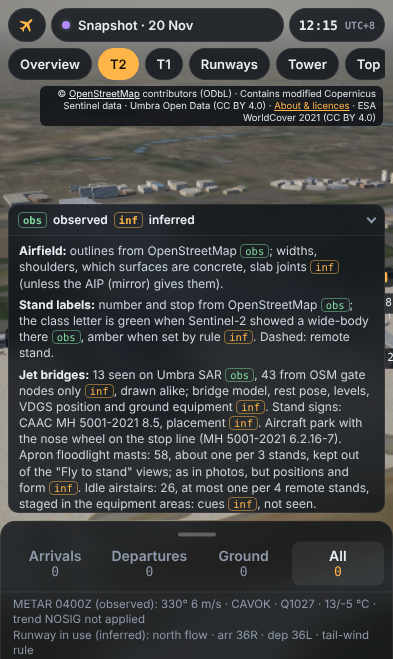 Snapshot · 20 Nov
12:15 UTC+8
Overview T2 T1 Runways Tower Top
© OpenStreetMap contributors (ODbL) · Contains modified Copernicus
Sentinel data · Umbra Open Data (CC BY 4.0) · About & licences · ESA
WorldCover 2021 (CC BY 4.0)
obs observed inf inferred
Airfield: outlines from OpenStreetMap obs; widths,
shoulders, which surfaces are concrete, slab joints inf
(unless the AIP (mirror) gives them).
Stand labels: number and stop from OpenStreetMap obs;
the class letter is green when Sentinel-2 showed a wide-body
there obs, amber when set by rule inf. Dashed: remote
stand.
Jet bridges: 13 seen on Umbra SAR obs, 43 from OSM gate
nodes only inf, drawn alike; bridge model, rest pose, levels,
VDGS position and ground equipment inf. Stand signs:
CAAC MH 5001-2021 8.5, placement inf. Aircraft park with
the nose wheel on the stop line (MH 5001-2021 6.2.16-7).
Apron floodlight masts: 58, about one per 3 stands, kept out
of the "Fly to stand" views; as in photos, but positions and
form inf. Idle airstairs: 26, at most one per 4 remote stands,
staged in the equipment areas: cues inf, not seen.
8
2
Arrivals Departures Ground All
0 0 0 0
METAR 0400Z (observed): 330° 6 m/s · CAVOK · Q1027 · 13/-5 °C ·
trend NOSIG not applied
Runway in use (inferred): north flow · arr 36R · dep 36L · tail-wind
rule